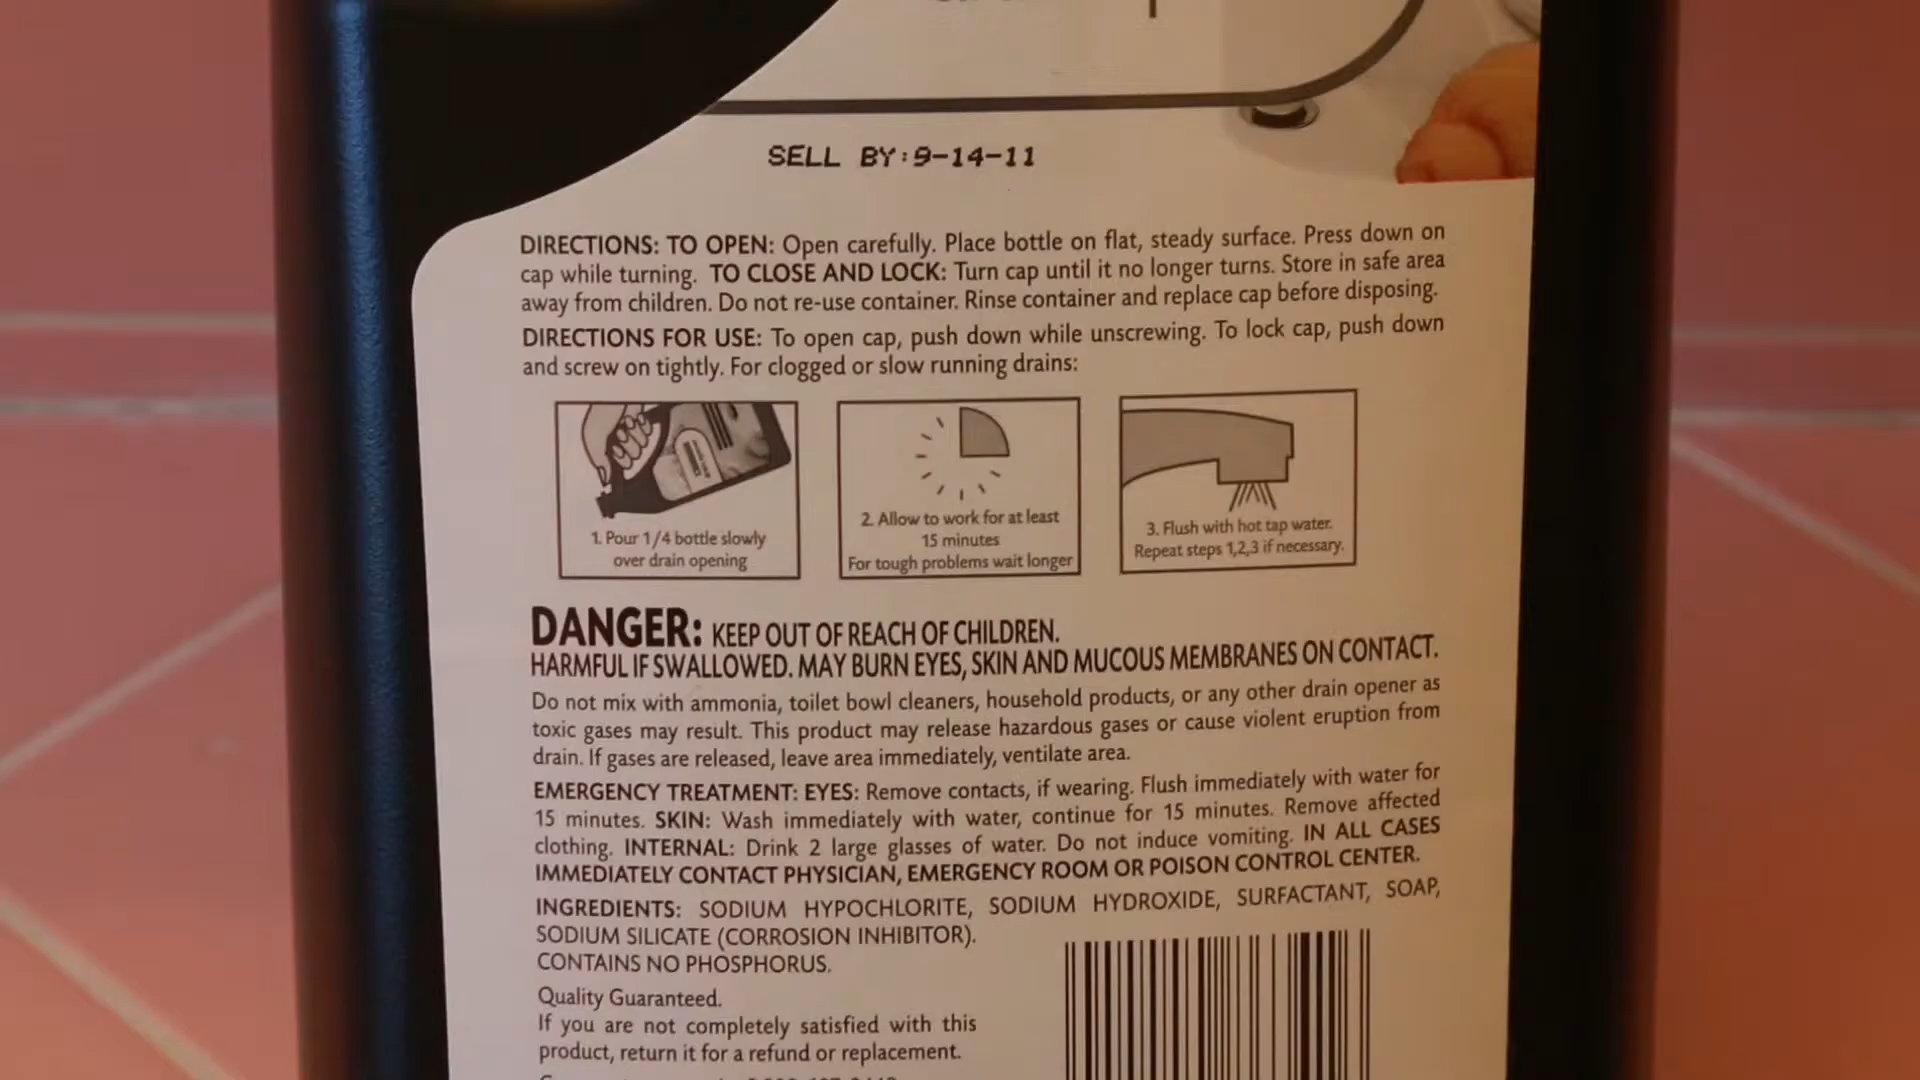 SELL BY:9-14-11
DIRECTIONS: TO OPEN: Open carefully. Place bottle on flat, steady surface. Press down on
cap while turning. TO CLOSE AND LOCK: Turn cap until it no longer turns. Store in safe area
away from children. Do not re-use container. Rinse container and replace cap before disposing.
DIRECTIONS FOR USE: To open cap, push down while unscrewing. To lock cap, push down
and screw on tightly. For clogged or slow running drains:
1. Pour 1/4 bottle slowly
over drain opening
2. Allow to work for at least
15 minutes
For tough problems wait longer
3. Flush with hot tap water.
Repeat steps 1,2,3 if necessary.
DANGER: KEEP OUT OF REACH OF CHILDREN.
HARMFUL IF SWALLOWED. MAY BURN EYES, SKIN AND MUCOUS MEMBRANES ON CONTACT.
Do not mix with ammonia, toilet bowl cleaners, household products, or any other drain opener as
toxic gases may result. This product may release hazardous gases or cause violent eruption from
drain. If gases are released, leave area immediately, ventilate area.
EMERGENCY TREATMENT: EYES: Remove contacts, if wearing. Flush immediately with water for
15 minutes. SKIN: Wash immediately with water, continue for 15 minutes. Remove affected
clothing. INTERNAL: Drink 2 large glasses of water. Do not induce vomiting. IN ALL CASES
IMMEDIATELY CONTACT PHYSICIAN, EMERGENCY ROOM OR POISON CONTROL CENTER.
INGREDIENTS: SODIUM HYPOCHLORITE, SODIUM HYDROXIDE, SURFACTANT, SOAP,
SODIUM SILICATE (CORROSION INHIBITOR).
CONTAINS NO PHOSPHORUS.
Quality Guaranteed.
If you are not completely satisfied with this
product, return it for a refund or replacement.